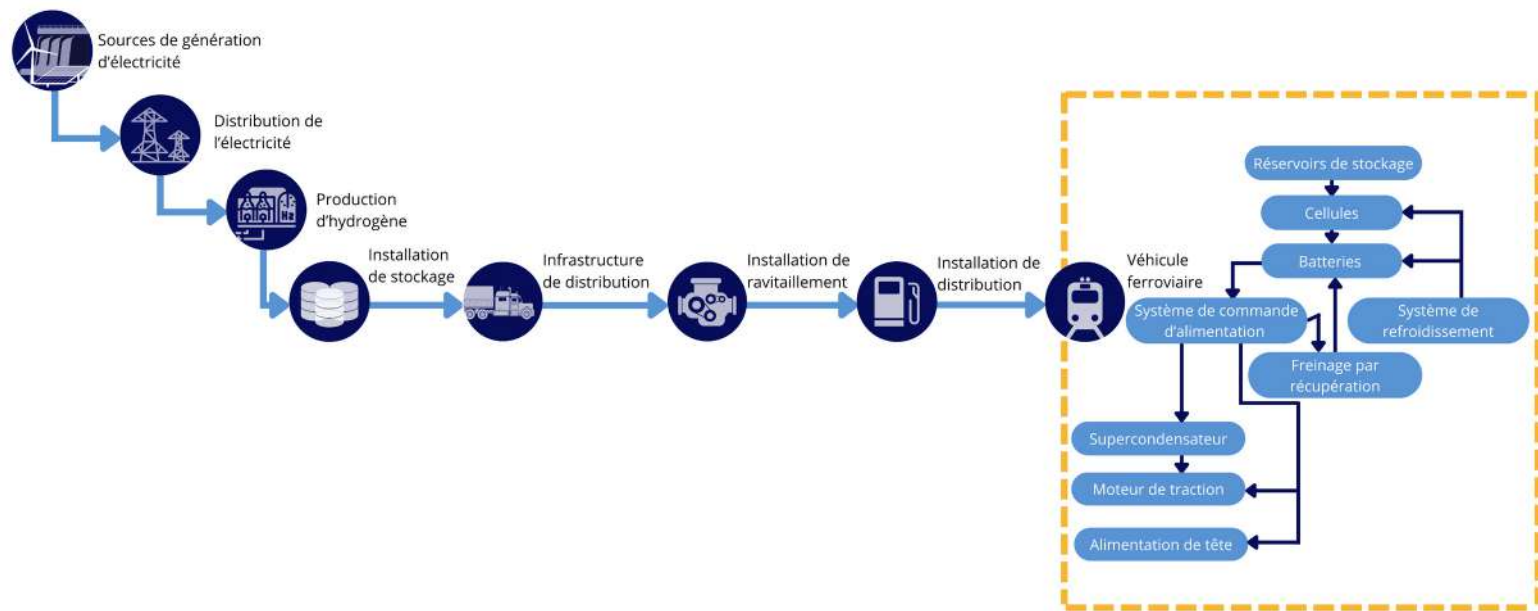 Sources de génération
d'électricité
Distribution de
l'électricité
Production
d'hydrogène
H2
Installation
de stockage
Infrastructure
de distribution
Installation de
ravitaillement
Installation de
distribution
Véhicule
ferroviaire
Réservoirs de stockage
Cellules
Batteries
Système de commande
d'alimentation
Système de
refroidissement
Freinage par
récupération
Supercondensateur
Moteur de traction
Alimentation de tête